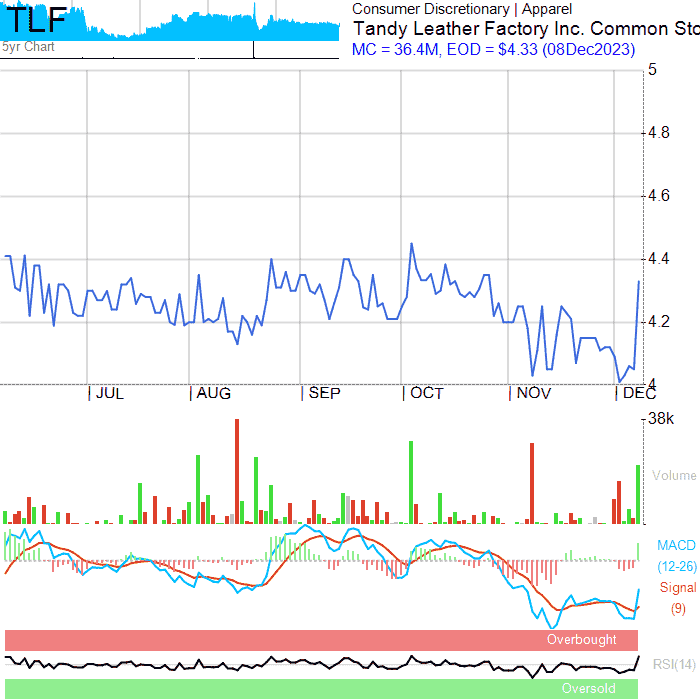 TLF
5yr Chart
Consumer Discretionary | Apparel
Tandy Leather Factory Inc. Common Sto
MC = 36.4M, EOD = $4.33 (08Dec2023)
5
4.8
4.6
4.4
4.2
4
JUL AUG SEP OCT NOV DEC
38k
Volume
MACD
(12-26)
Signal
(9)
Overbought
RSI(14)
Oversold